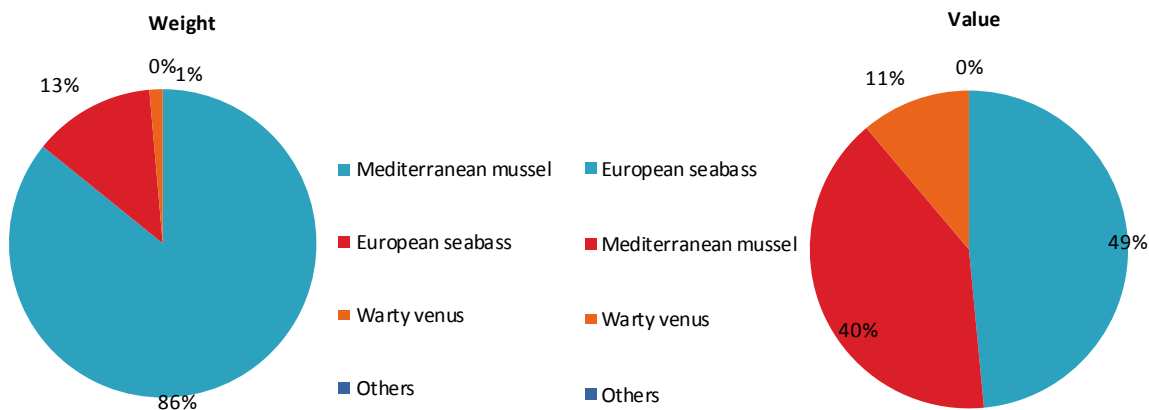 Weight
0%
1%
13%
86%
Mediterranean mussel
European seabass
Warty venus
Others
Value
0%
11%
49%
40%
European seabass
Mediterranean mussel
Warty venus
Others